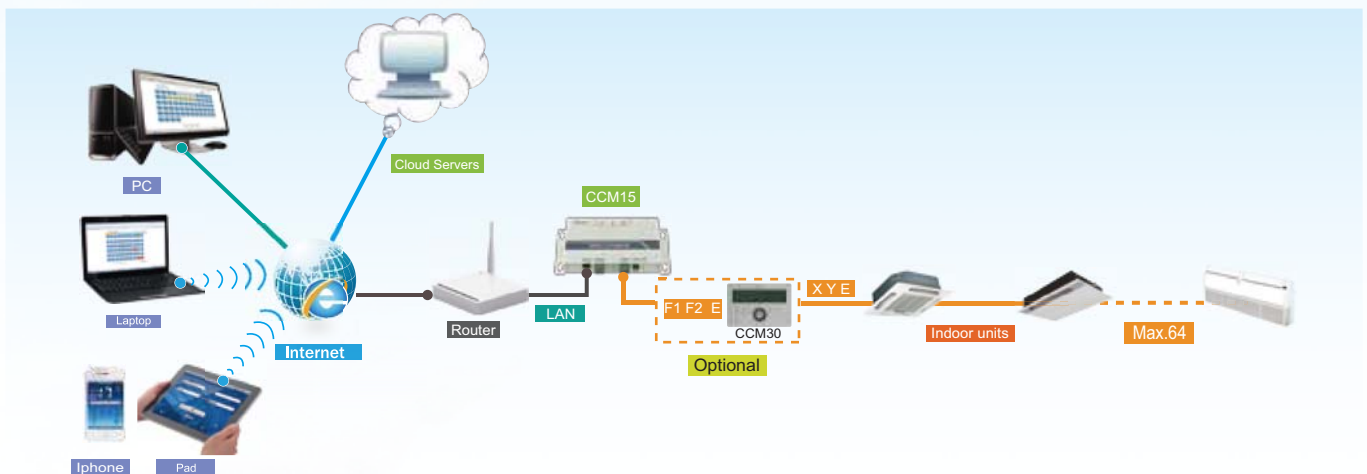 PC
Cloud Servers
Laptop
Internet
Iphone
Pad
Router
LAN
CCM15
F1 F2 E
CCM30
Optional
X Y E
Indoor units
Max.64